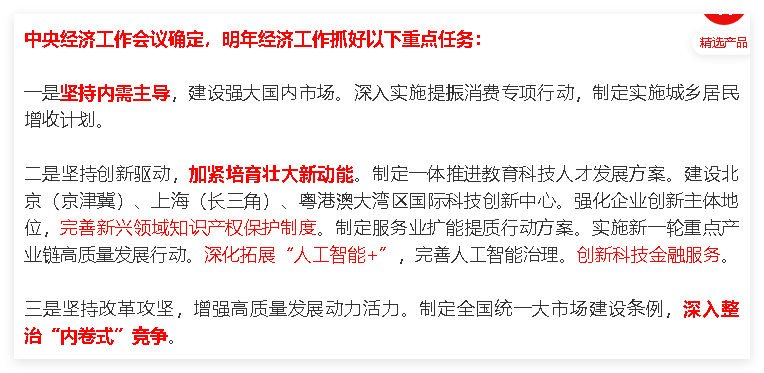 中央经济工作会议确定，明年经济工作抓好以下重点任务：
精选产品
一是坚持内需主导，建设强大国内市场。深入实施提振消费专项行动，制定实施城乡居民
增收计划。
二是坚持创新驱动，加紧培育壮大新动能。制定一体推进教育科技人才发展方案。建设北
京（京津冀）、上海（长三角）、粤港澳大湾区国际科技创新中心。强化企业创新主体地
位，完善新兴领域知识产权保护制度。制定服务业扩能提质行动方案。实施新一轮重点产
业链高质量发展行动。深化拓展“人工智能+”，完善人工智能治理。创新科技金融服务。
三是坚持改革攻坚，增强高质量发展动力活力。制定全国统一大市场建设条例，深入整
治“内卷式”竞争。